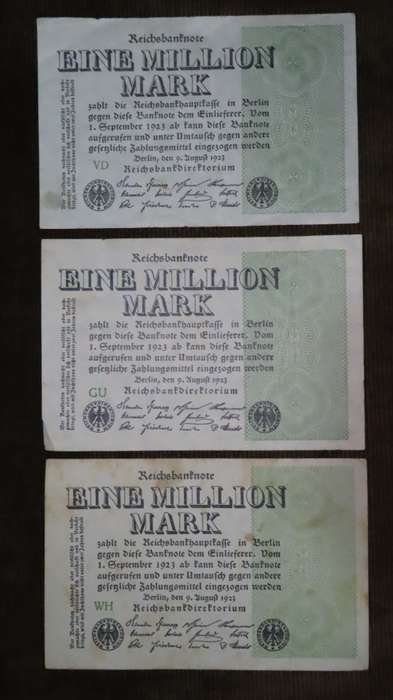 Reichsbanknote
EINE MILLION
MARK
zahlt die Reichsbankhauptkasse in Berlin
gegen diese Banknote dem Einlieferer. Vom
1. September 1923 ab kann diese Banknote
aufgerufen und unter Umtausch gegen andere
gesetzliche Zahlungsmittel eingezogen werden
Berlin, den 9. August 1923
VD Reichsbankdirektorium
Reichsbanknote
EINE MILLION
MARK
zahlt die Reichsbankhauptkasse in Berlin
gegen diese Banknote dem Einlieferer. Vom
1. September 1923 ab kann diese Banknote
aufgerufen und unter Umtausch gegen andere
gesetzliche Zahlungsmittel eingezogen werden
Berlin, den 9. August 1923
GU Reichsbankdirektorium
Reichsbanknote
EINE MILLION
MARK
zahlt die Reichsbankhauptkasse in Berlin
gegen diese Banknote dem Einlieferer. Vom
1. September 1923 ab kann diese Banknote
aufgerufen und unter Umtausch gegen andere
gesetzliche Zahlungsmittel eingezogen werden
Berlin, den 9. August 1923
WH Reichsbankdirektorium